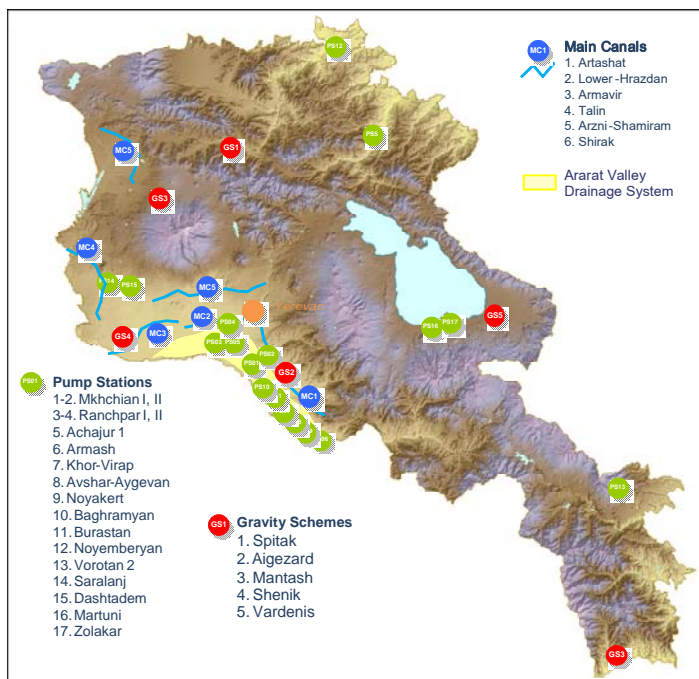 PS12
MC1
Main Canals
1. Artashat
2. Lower-Hrazdan
3. Armavir
4. Talin
5. Arzni-Shamiram
6. Shirak
Ararat Valley
Drainage System
PS5
GS1
MC5
GS3
MC4
PS15
MC5
MC2
PS04
MC3
GS4
PS03
PS02
PS01
GS2
PS10
MC1
PS16
PS17
GS5
PS01
Pump Stations
1-2. Mkhchian I, II
3-4. Ranchpar I, II
5. Achajur 1
6. Armash
7. Khor-Virap
8. Avshar-Aygevan
9. Noyakert
10. Baghramyan
11. Burastan
12. Noyemberyan
13. Vorotan 2
14. Saralanj
15. Dashtadem
16. Martuni
17. Zolakar
GS1
Gravity Schemes
1. Spitak
2. Aigezard
3. Mantash
4. Shenik
5. Vardenis
PS13
GS3